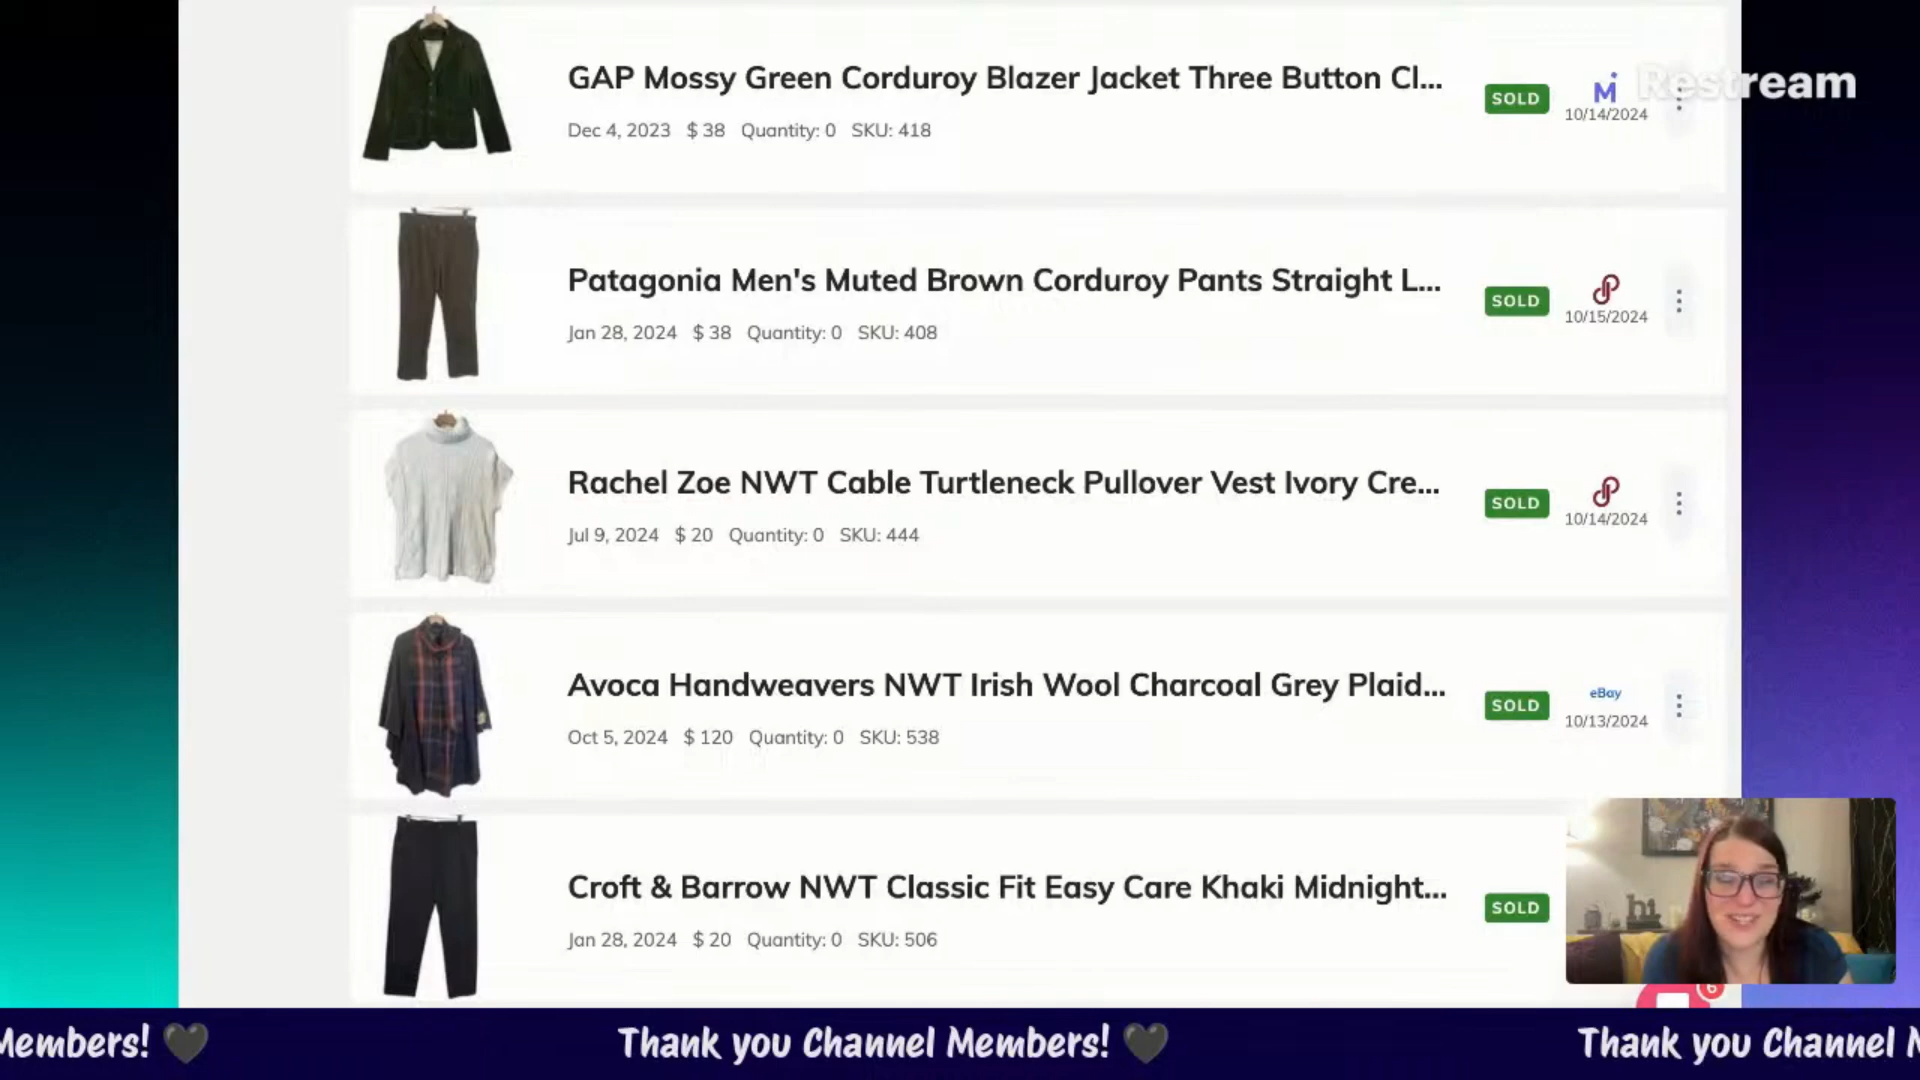 GAP Mossy Green Corduroy Blazer Jacket Three Button Cl...
Dec 4, 2023 $ 38 Quantity: 0 SKU: 418
SOLD
M
10/14/2024
Restream
Patagonia Men's Muted Brown Corduroy Pants Straight L...
Jan 28, 2024 $ 38 Quantity: 0 SKU: 408
SOLD
10/15/2024
Rachel Zoe NWT Cable Turtleneck Pullover Vest Ivory Cre...
Jul 9, 2024 $ 20 Quantity: 0 SKU: 444
SOLD
10/14/2024
Avoca Handweavers NWT Irish Wool Charcoal Grey Plaid...
Oct 5, 2024 $ 120 Quantity: 0 SKU: 538
SOLD
eBay
10/13/2024
Croft & Barrow NWT Classic Fit Easy Care Khaki Midnight...
Jan 28, 2024 $ 20 Quantity: 0 SKU: 506
SOLD
hi
6
Members! 🖤 Thank you Channel Members! 🖤 Thank you Channel